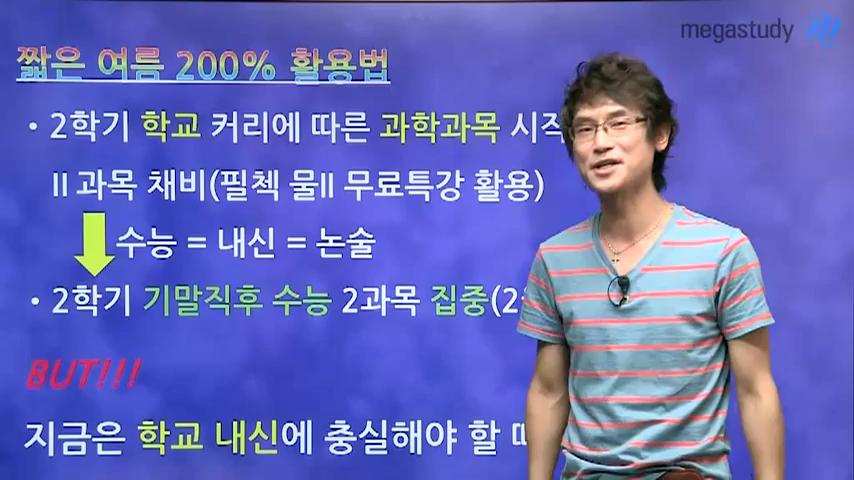 megastudy
짧은 여름 200% 활용법
• 2학기 학교 커리에 따른 과학과목 시작
II 과목 채비(필첵 물II 무료특강 활용)
수능 = 내신 = 논술
• 2학기 기말직후 수능 2과목 집중(2
BUT!!!
지금은 학교 내신에 충실해야 할